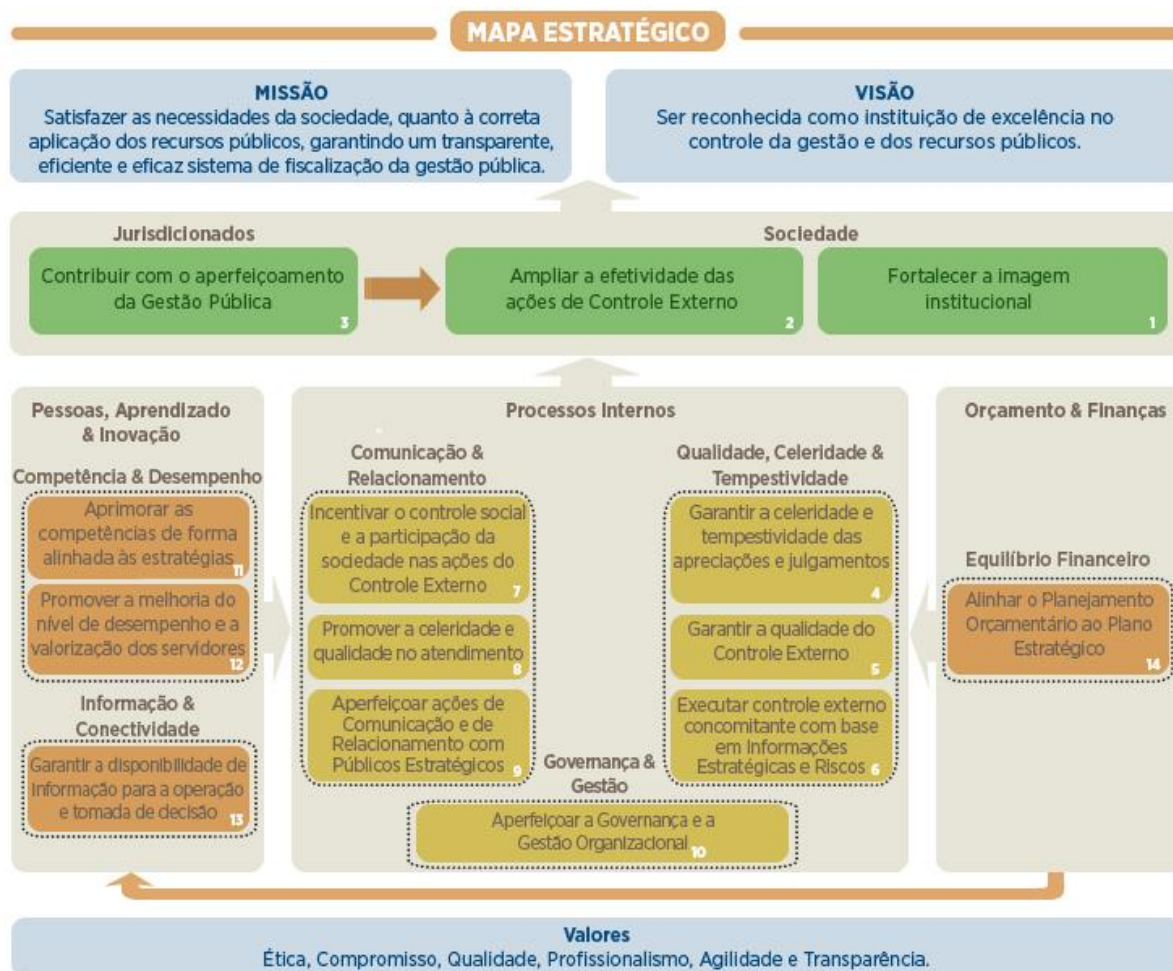 MAPA ESTRATÉGICO
MISSÃO
Satisfazer as necessidades da sociedade, quanto à correta
aplicação dos recursos públicos, garantindo um transparente,
eficiente e eficaz sistema de fiscalização da gestão pública.
VISÃO
Ser reconhecida como instituição de excelência no
controle da gestão e dos recursos públicos.
Jurisdicionados
Contribuir com o aperfeiçoamento
da Gestão Pública
3
Sociedade
Ampliar a efetividade das
ações de Controle Externo
2
Fortalecer a imagem
institucional
1
Pessoas, Aprendizado
& Inovação
Competência & Desempenho
Aprimorar as
competências de forma
alinhada às estratégias
11
Promover a melhoria do
nível de desempenho e a
valorização dos servidores
12
Informação &
Conectividade
Garantir a disponibilidade de
Informação para a operação
e tomada de decisão
13
Processos Internos
Comunicação &
Relacionamento
Incentivar o controle social
e a participação da
sociedade nas ações do
Controle Externo
7
Promover a celeridade e
qualidade no atendimento
8
Aperfeiçoar ações de
Comunicação e de
Relacionamento com
Públicos Estratégicos
9
Qualidade, Celeridade &
Tempestividade
Garantir a celeridade e
tempestividade das
apreciações e julgamentos
4
Garantir a qualidade do
Controle Externo
5
Executar controle externo
concomitante com base
em Informações
Estratégicas e Riscos
6
Governança &
Gestão
Aperfeiçoar a Governança e a
Gestão Organizacional
10
Orçamento & Finanças
Equilíbrio Financeiro
Alinhar o Planejamento
Orçamentário ao Plano
Estratégico
14
Valores
Ética, Compromisso, Qualidade, Profissionalismo, Agilidade e Transparência.